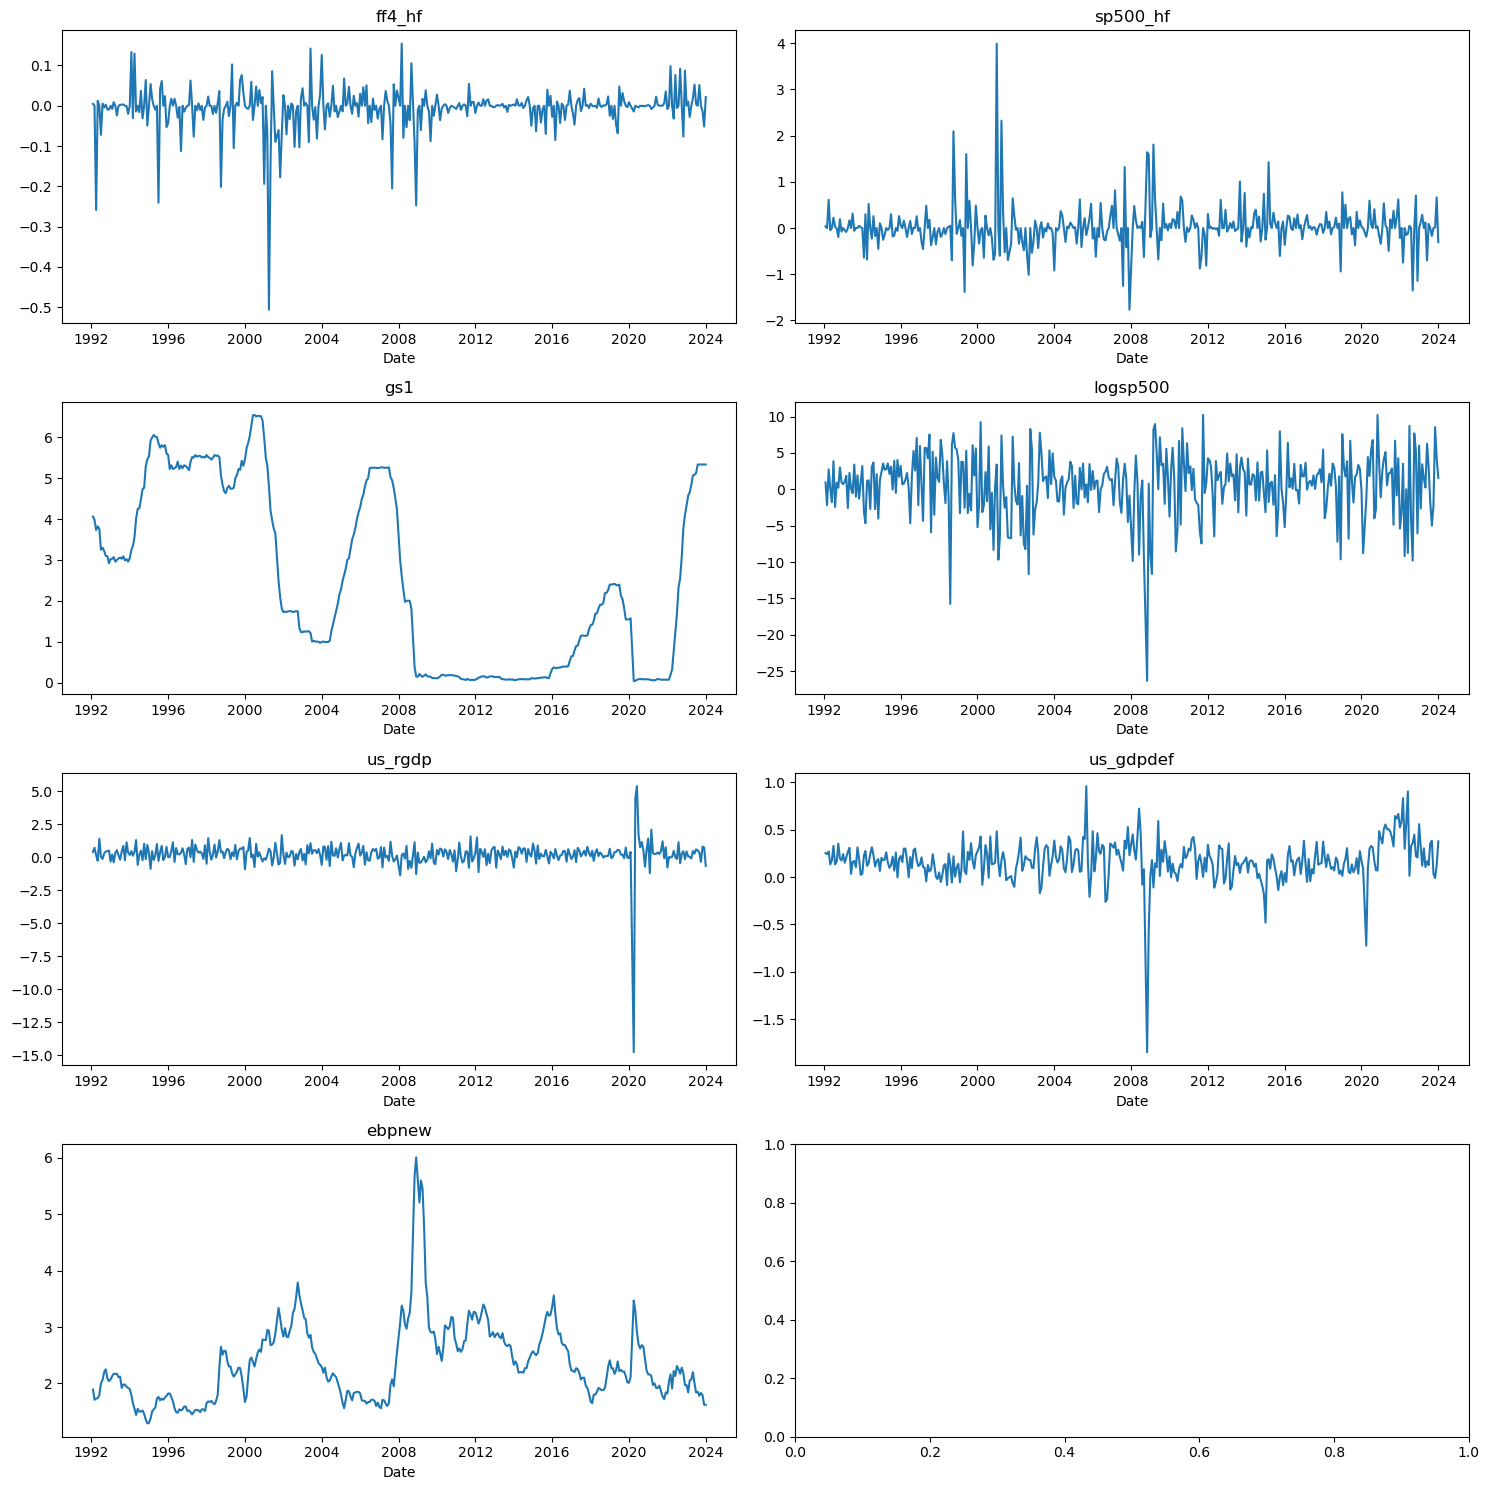 ff4_hf
0.1
0.0
−0.1
−0.2
−0.3
−0.4
−0.5
1992 1996 2000 2004 2008 2012 2016 2020 2024
Date
sp500_hf
4
3
2
1
0
−1
−2
1992 1996 2000 2004 2008 2012 2016 2020 2024
Date
gs1
6
5
4
3
2
1
0
1992 1996 2000 2004 2008 2012 2016 2020 2024
Date
logsp500
10
5
0
−5
−10
−15
−20
−25
1992 1996 2000 2004 2008 2012 2016 2020 2024
Date
us_rgdp
5.0
2.5
0.0
−2.5
−5.0
−7.5
−10.0
−12.5
−15.0
1992 1996 2000 2004 2008 2012 2016 2020 2024
Date
us_gdpdef
1.0
0.5
0.0
−0.5
−1.0
−1.5
1992 1996 2000 2004 2008 2012 2016 2020 2024
Date
ebpnew
6
5
4
3
2
1992 1996 2000 2004 2008 2012 2016 2020 2024
Date
1.0
0.8
0.6
0.4
0.2
0.0
0.0 0.2 0.4 0.6 0.8 1.0